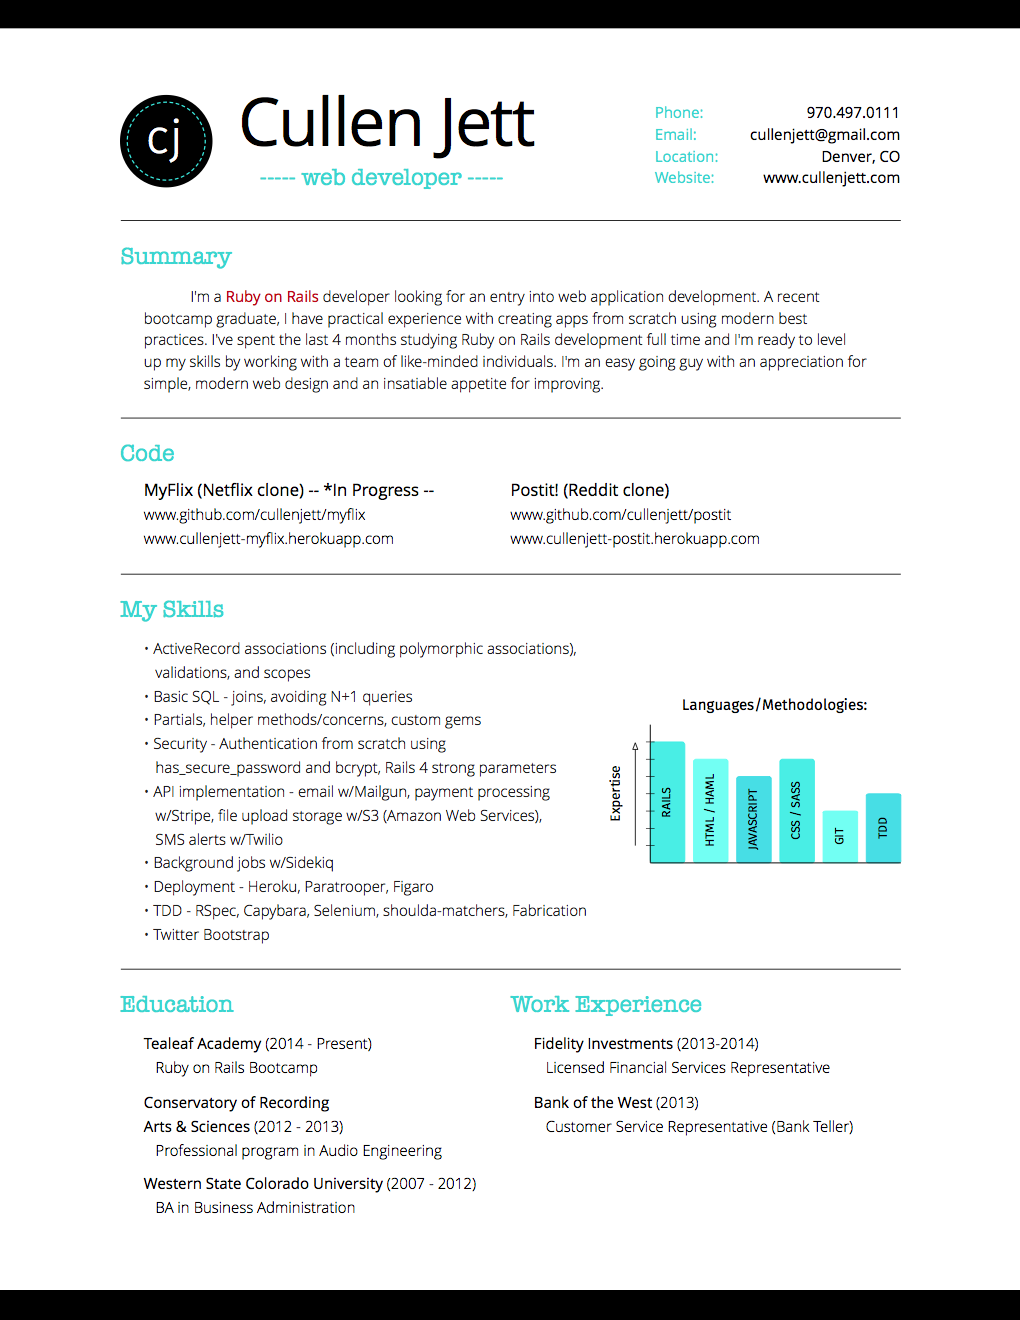 cj
Cullen Jett
----- web developer -----
Phone: 970.497.0111
Email: cullenjett@gmail.com
Location: Denver, CO
Website: www.cullenjett.com
Summary
I'm a Ruby on Rails developer looking for an entry into web application development. A recent
bootcamp graduate, I have practical experience with creating apps from scratch using modern best
practices. I've spent the last 4 months studying Ruby on Rails development full time and I'm ready to level
up my skills by working with a team of like-minded individuals. I'm an easy going guy with an appreciation for
simple, modern web design and an insatiable appetite for improving.
Code
MyFlix (Netflix clone) -- *In Progress --
www.github.com/cullenjett/myflix
www.cullenjett-myflix.herokuapp.com
Postit! (Reddit clone)
www.github.com/cullenjett/postit
www.cullenjett-postit.herokuapp.com
My Skills
• ActiveRecord associations (including polymorphic associations),
validations, and scopes
• Basic SQL - joins, avoiding N+1 queries
• Partials, helper methods/concerns, custom gems
• Security - Authentication from scratch using
has_secure_password and bcrypt, Rails 4 strong parameters
• API implementation - email w/Mailgun, payment processing
w/Stripe, file upload storage w/S3 (Amazon Web Services),
SMS alerts w/Twilio
• Background jobs w/Sidekiq
• Deployment - Heroku, Paratrooper, Figaro
• TDD - RSpec, Capybara, Selenium, shoulda-matchers, Fabrication
• Twitter Bootstrap
Languages/Methodologies:
Expertise
RAILS
HTML / HAML
JAVASCRIPT
CSS / SASS
GIT
TDD
Education
Tealeaf Academy (2014 - Present)
Ruby on Rails Bootcamp
Conservatory of Recording
Arts & Sciences (2012 - 2013)
Professional program in Audio Engineering
Western State Colorado University (2007 - 2012)
BA in Business Administration
Work Experience
Fidelity Investments (2013-2014)
Licensed Financial Services Representative
Bank of the West (2013)
Customer Service Representative (Bank Teller)